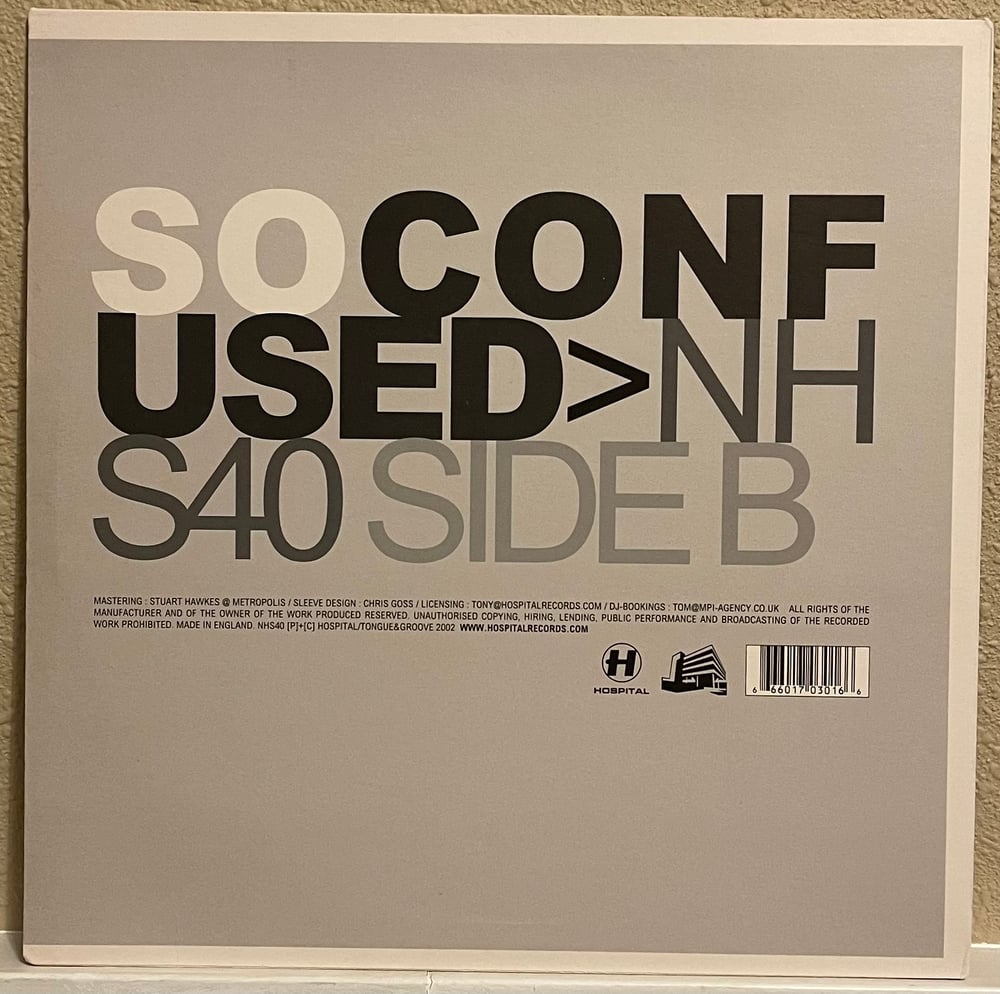 SOCONF
USED>NH
S40 SIDE B
MASTERING : STUART HAWKES @ METROPOLIS / SLEEVE DESIGN : CHRIS GOSS / LICENSING : TONY@HOSPITALRECORDS.COM / DJ-BOOKINGS : TOM@MPI-AGENCY.CO.UK ALL RIGHTS OF THE
MANUFACTURER AND OF THE OWNER OF THE WORK PRODUCED RESERVED. UNAUTHORISED COPYING, HIRING, LENDING, PUBLIC PERFORMANCE AND BROADCASTING OF THE RECORDED
WORK PROHIBITED. MADE IN ENGLAND. NHS40 [P]+[C] HOSPITAL/TONGUE&GROOVE 2002 WWW.HOSPITALRECORDS.COM
H
HOSPITAL
6 66017 03016 6